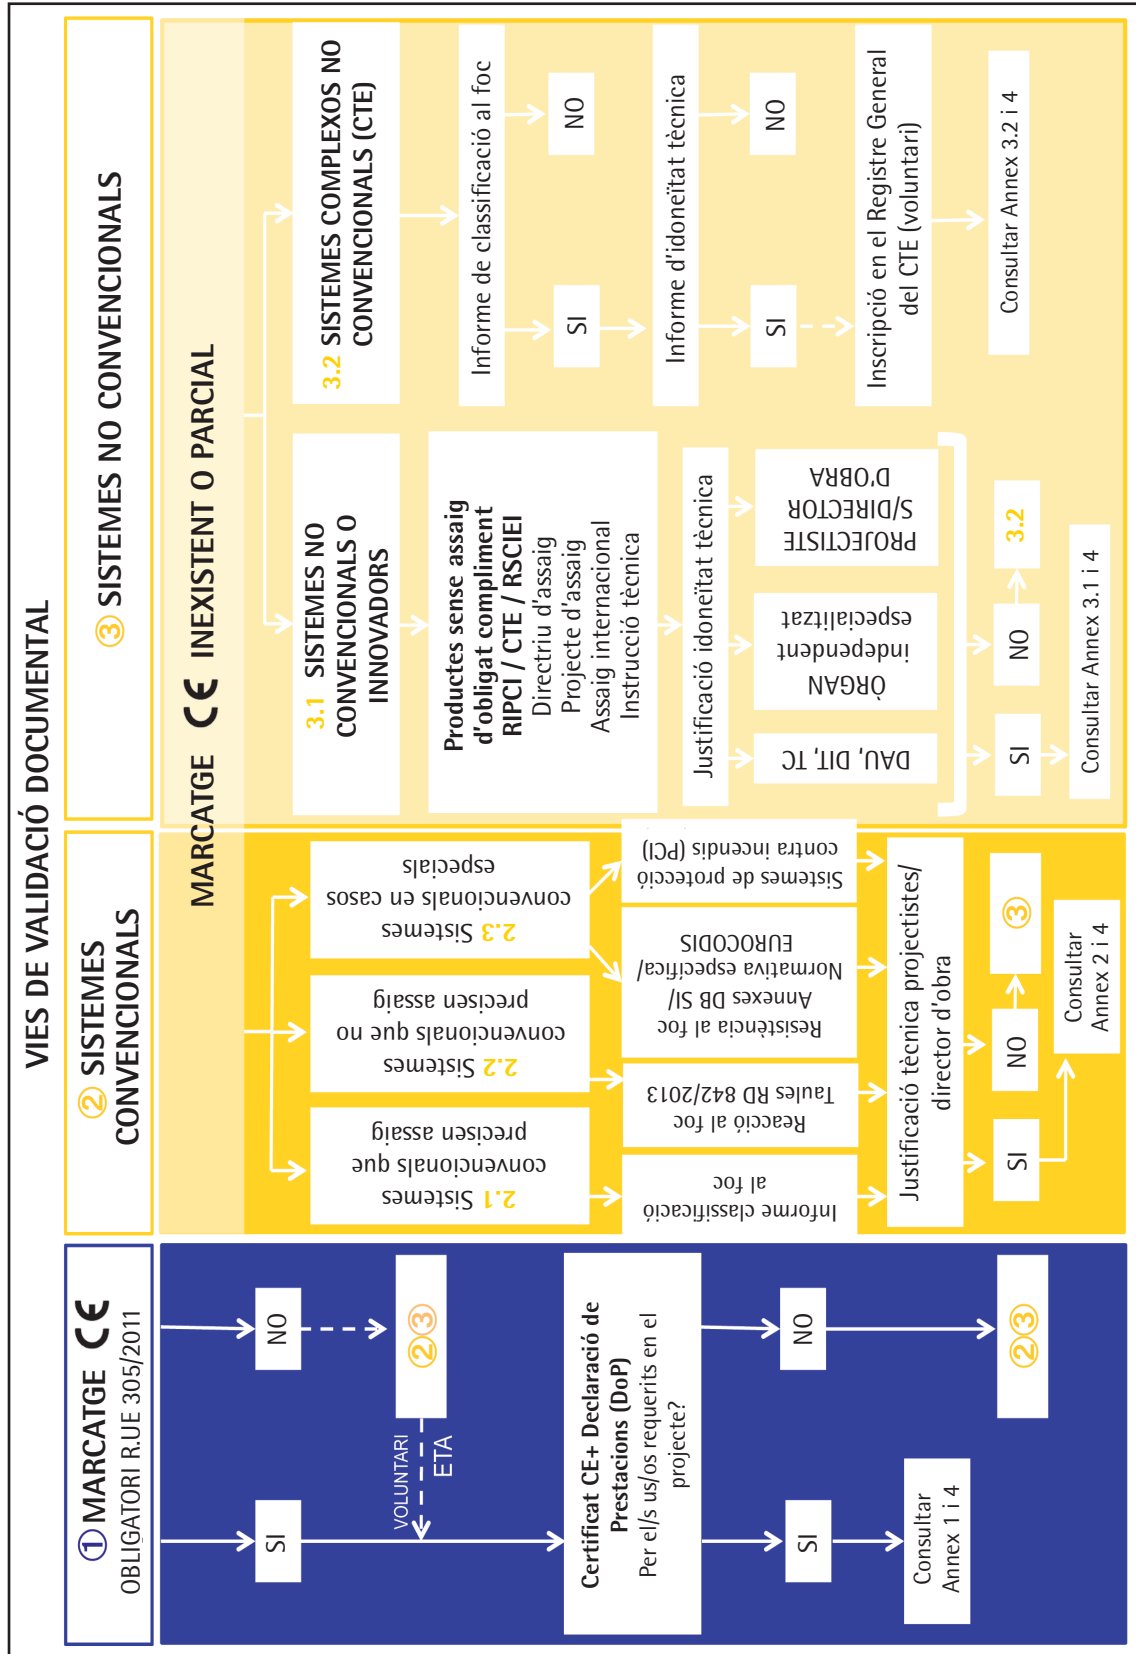 VIES DE VALIDACIÓ DOCUMENTAL
① MARCATGE CE
OBLIGATORI R.UE 305/2011
SI
NO
VOLUNTARI
ETA
②③
Certificat CE+ Declaració de
Prestacions (DoP)
Per el/s us/os requerits en el
projecte?
SI
NO
Consultar
Annex 1 i 4
②③
② SISTEMES
CONVENCIONALS
③ SISTEMES NO CONVENCIONALS
MARCATGE CE INEXISTENT O PARCIAL
2.1 Sistemes
convencionals que
precisen assaig
2.2 Sistemes
convencionals que no
precisen assaig
2.3 Sistemes
convencionals en casos
especials
Informe classificació
al foc
Reacció al foc
Taules RD 842/2013
Resistència al foc
Annexes DB SI/
Normativa específica/
EUROCODIS
Sistemes de protecció
contra incendis (PCI)
Justificació tècnica projectistes/
director d'obra
SI
NO
③
Consultar
Annex 2 i 4
3.1 SISTEMES NO
CONVENCIONALS O
INNOVADORS
Productes sense assaig
d'obligat compliment
RIPCI / CTE / RSCIEI
Directriu d'assaig
Projecte d'assaig
Assaig internacional
Instrucció tècnica
Justificació idoneïtat tècnica
DAU, DIT, TC
ÒRGAN
independent
especialitzat
PROJECTISTE
S/DIRECTOR
D'OBRA
SI
NO
3.2
Consultar Annex 3.1 i 4
3.2 SISTEMES COMPLEXOS NO
CONVENCIONALS (CTE)
Informe de classificació al foc
SI
NO
Informe d'idoneïtat tècnica
SI
NO
Inscripció en el Registre General
del CTE (voluntari)
Consultar Annex 3.2 i 4